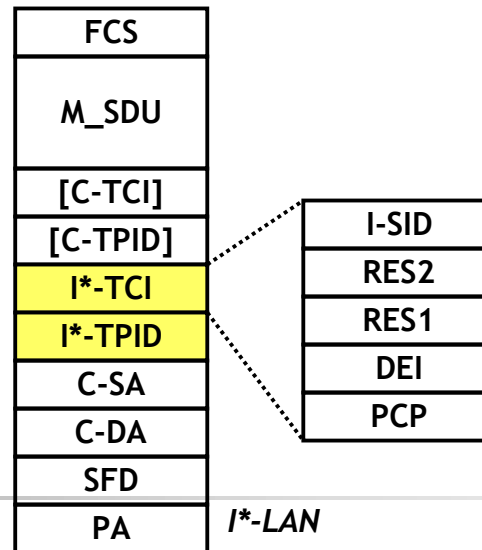 FCS
M_SDU
[C-TCI]
[C-TPID]
I*-TCI
I*-TPID
C-SA
C-DA
SFD
PA
I-SID
RES2
RES1
DEI
PCP
I*-LAN